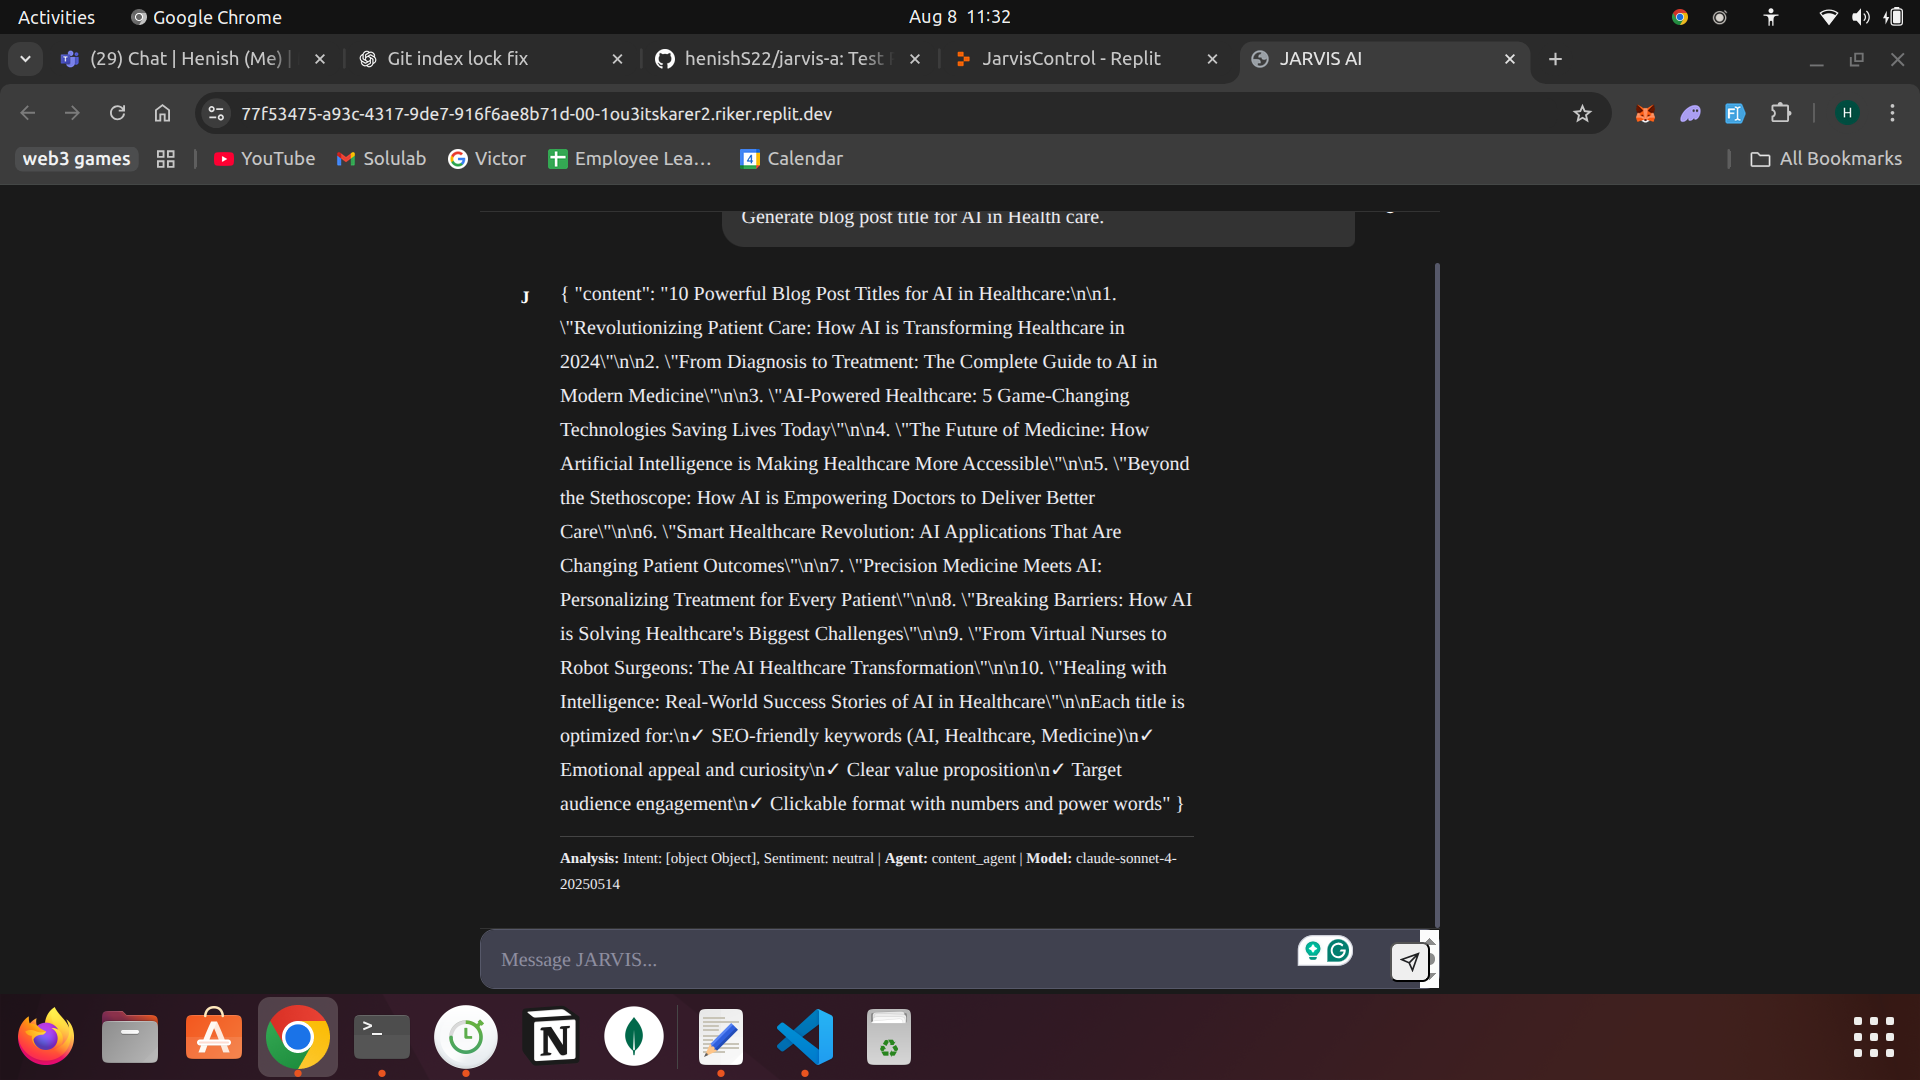 Activities
Google Chrome
Aug 8 11:32
(29) Chat | Henish (Me) |
Git index lock fix
henishS22/jarvis-a: Test
JarvisControl - Replit
JARVIS AI
77f53475-a93c-4317-9de7-916f6ae8b71d-00-1ou3itskarer2.riker.replit.dev
H
web3 games
YouTube
Solulab
Victor
Employee Lea...
4
Calendar
All Bookmarks
Generate blog post title for AI in Health care.
J
{ "content": "10 Powerful Blog Post Titles for AI in Healthcare:\n\n1.
\"Revolutionizing Patient Care: How AI is Transforming Healthcare in
2024\"\n\n2. \"From Diagnosis to Treatment: The Complete Guide to AI in
Modern Medicine\"\n\n3. \"AI-Powered Healthcare: 5 Game-Changing
Technologies Saving Lives Today\"\n\n4. \"The Future of Medicine: How
Artificial Intelligence is Making Healthcare More Accessible\"\n\n5. \"Beyond
the Stethoscope: How AI is Empowering Doctors to Deliver Better
Care\"\n\n6. \"Smart Healthcare Revolution: AI Applications That Are
Changing Patient Outcomes\"\n\n7. \"Precision Medicine Meets AI:
Personalizing Treatment for Every Patient\"\n\n8. \"Breaking Barriers: How AI
is Solving Healthcare's Biggest Challenges\"\n\n9. \"From Virtual Nurses to
Robot Surgeons: The AI Healthcare Transformation\"\n\n10. \"Healing with
Intelligence: Real-World Success Stories of AI in Healthcare\"\n\nEach title is
optimized for:\n✓ SEO-friendly keywords (AI, Healthcare, Medicine)\n✓
Emotional appeal and curiosity\n✓ Clear value proposition\n✓ Target
audience engagement\n✓ Clickable format with numbers and power words" }
Analysis: Intent: [object Object], Sentiment: neutral | Agent: content_agent | Model: claude-sonnet-4-
20250514
Message JARVIS...